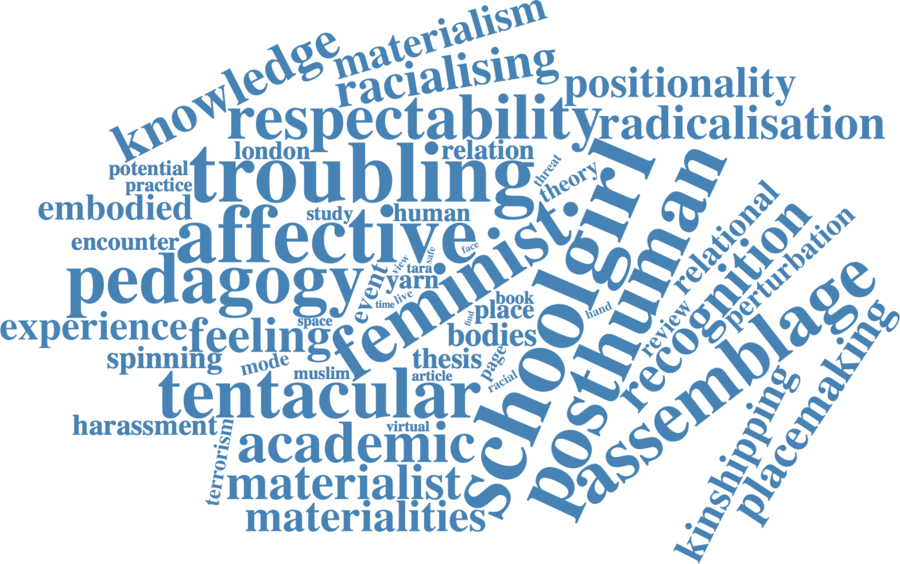 materialism
knowledge
racialising
positionality
respectability
radicalisation
london
relation
potential
troubling
threat
theory
practice
schoolgirl
posthuman
embodied
study
human
relational
encounter
affective
feminist
face
safe
view
tara
recognition
perturbation
pedagogy
event
yarn
time
live
book
place
hand
review
assemblage
experience
feeling
space
find
bodies
spinning
mode
thesis
page
muslim
article
racial
tentacular
kinshipping
placemaking
harassment
terrorism
academic
virtual
materialist
materialities